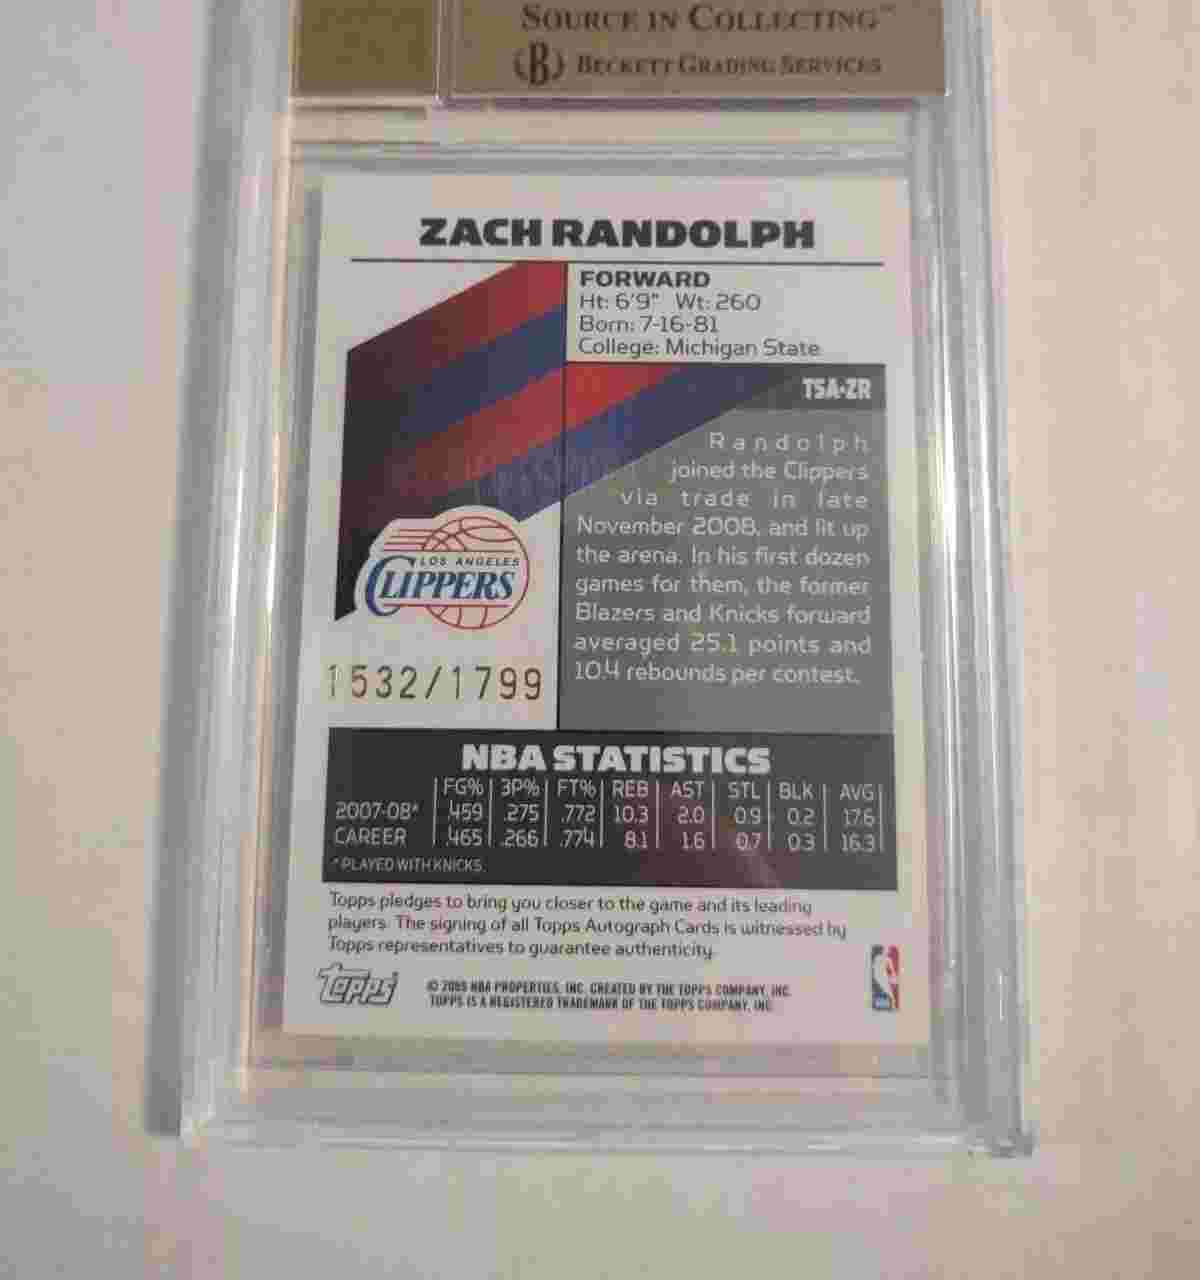 SOURCE IN COLLECTING™
B BECKETT GRADING SERVICES
ZACH RANDOLPH
FORWARD
Ht: 6'9" Wt: 260
Born: 7-16-81
College: Michigan State
TSA-ZR
Randolph
joined the Clippers
via trade in late
November 2008, and lit up
the arena. In his first dozen
games for them, the former
Blazers and Knicks forward
averaged 25.1 points and
10.4 rebounds per contest.
LOS ANGELES
CLIPPERS
1532/1799
NBA STATISTICS
FG% 3P% FT% REB AST STL BLK AVG
2007-08* .459 .275 .772 10.3 2.0 0.9 0.2 17.6
CAREER .465 .266 .774 8.1 1.6 0.7 0.3 16.3
*PLAYED WITH KNICKS.
Topps pledges to bring you closer to the game and its leading
players. The signing of all Topps Autograph Cards is witnessed by
Topps representatives to guarantee authenticity.
Topps
© 2009 NBA PROPERTIES, INC. CREATED BY THE TOPPS COMPANY, INC.
TOPPS IS A REGISTERED TRADEMARK OF THE TOPPS COMPANY, INC.